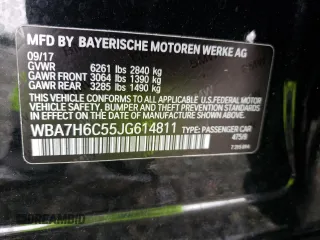 MFD BY BAYERISCHE MOTOREN WERKE AG
09/17
GVWR 6261 lbs 2840 kg
GAWR FRONT 3064 lbs 1390 kg
GAWR REAR 3285 lbs 1490 kg
THIS VEHICLE CONFORMS TO ALL APPLICABLE FEDERAL MOTOR VEHICLE
SAFETY, BUMPER AND THEFT PREVENTION STANDARDS IN EFFECT
ON THE DATE OF MANUFACTURE SHOWN ABOVE.
WBA7H6C55JG614811
TYPE: PASSENGER CAR
475/8